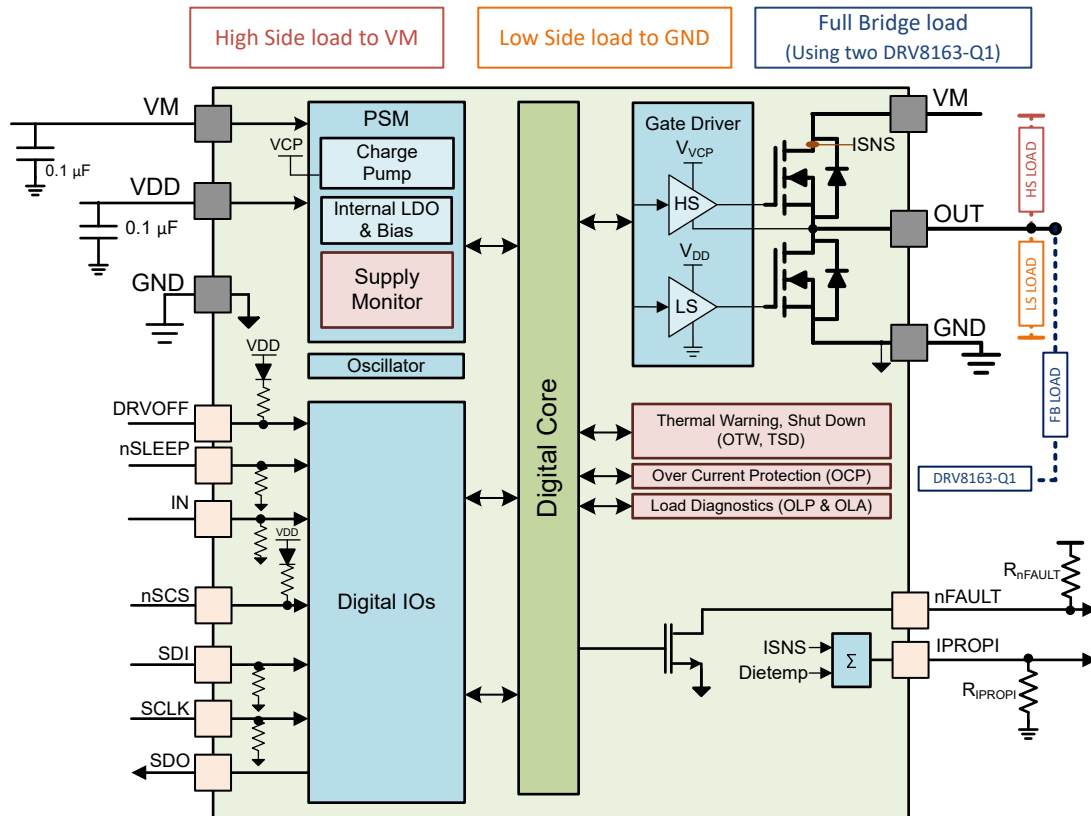 High Side load to VM
Low Side load to GND
Full Bridge load
(Using two DRV8163-Q1)
VM
0.1 µF
VDD
0.1 µF
GND
PSM
VCP
Charge
Pump
Internal LDO
& Bias
Supply
Monitor
Oscillator
VDD
DRVOFF
nSLEEP
IN
VDD
nSCS
SDI
SCLK
SDO
Digital IOs
Digital Core
Gate Driver
VVCP
HS
VDD
LS
ISNS
VM
OUT
GND
HS LOAD
LS LOAD
FB LOAD
DRV8163-Q1
Thermal Warning, Shut Down
(OTW, TSD)
Over Current Protection (OCP)
Load Diagnostics (OLP & OLA)
RnFAULT
nFAULT
ISNS
Dietemp
Σ
IPROPI
RIPROPI